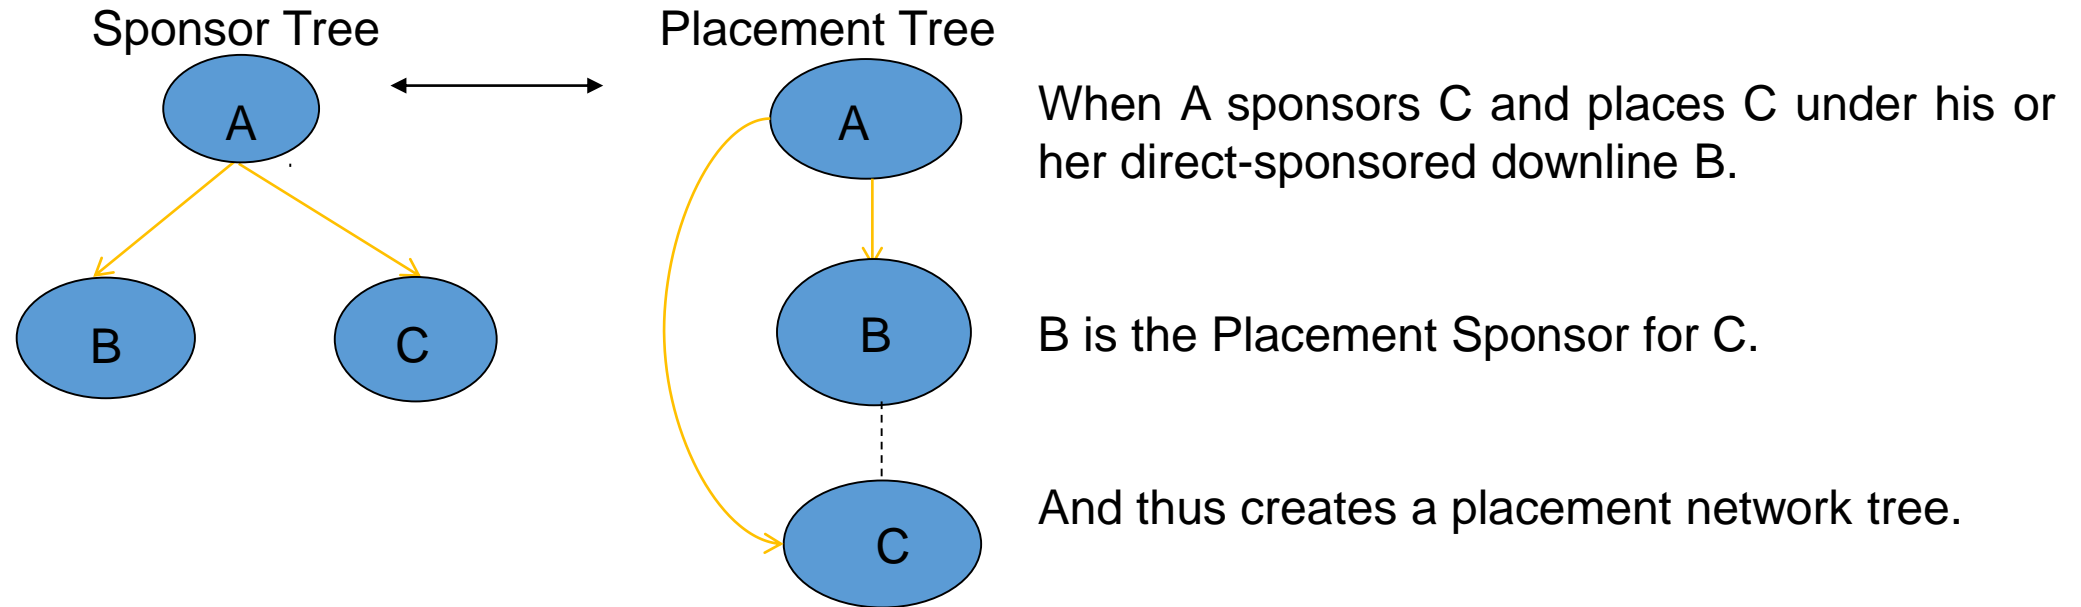 Sponsor Tree
A
B
C
Placement Tree
A
B
C
When A sponsors C and places C under his or
her direct-sponsored downline B.
B is the Placement Sponsor for C.
And thus creates a placement network tree.